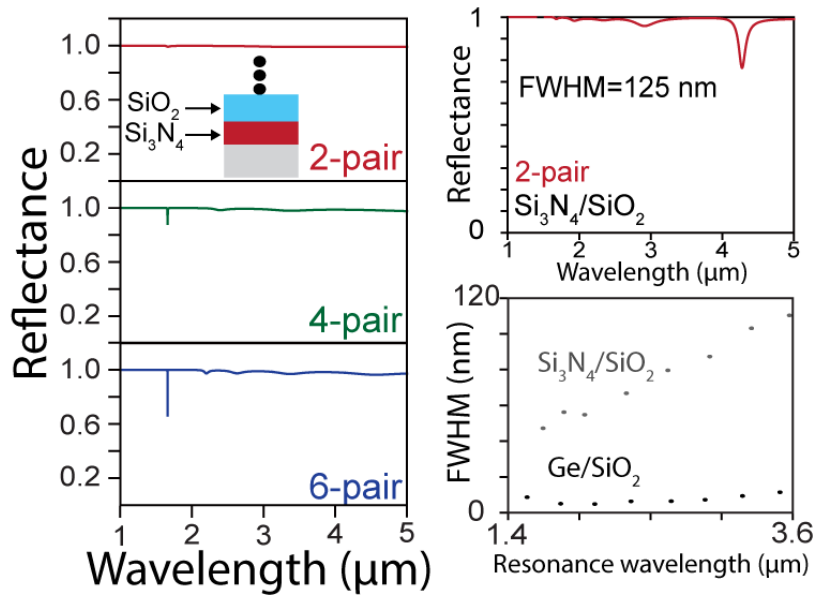 Reflectance
1.0
0.6
0.2
SiO2
Si3N4
2-pair
1.0
0.6
0.2
4-pair
1.0
0.6
0.2
6-pair
1 2 3 4 5
Wavelength (μm)
Reflectance
1
0
FWHM=125 nm
2-pair
Si3N4/SiO2
1 2 3 4 5
Wavelength (μm)
FWHM (nm)
120
0
Si3N4/SiO2
Ge/SiO2
1.4 3.6
Resonance wavelength (μm)